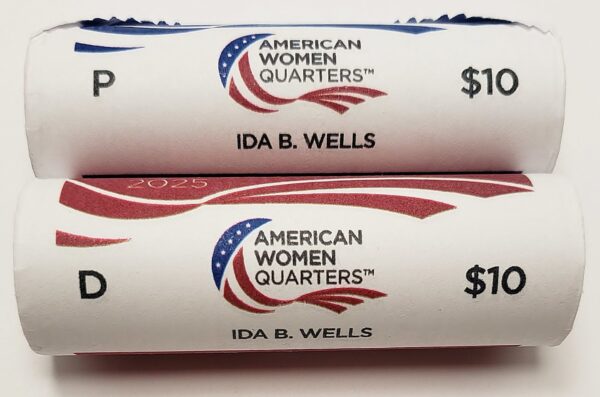 P
AMERICAN
WOMEN
QUARTERS™
$10
IDA B. WELLS
2025
D
AMERICAN
WOMEN
QUARTERS™
$10
IDA B. WELLS